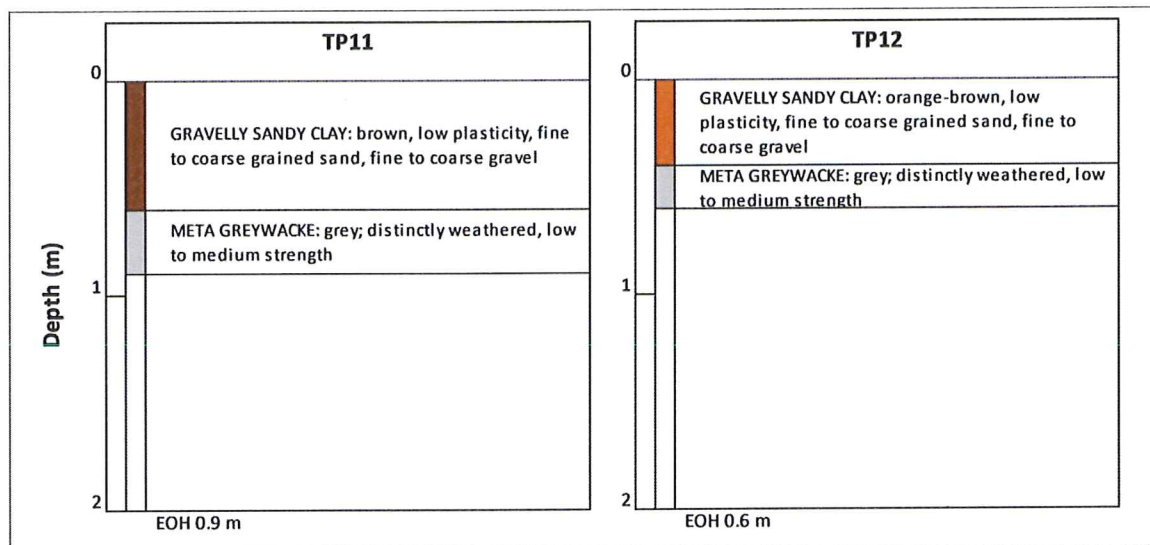 TP11
0
GRAVELLY SANDY CLAY: brown, low plasticity, fine
to coarse grained sand, fine to coarse gravel
META GREYWACKE: grey; distinctly weathered, low
to medium strength
Depth (m)
1
2
EOH 0.9 m
TP12
0
GRAVELLY SANDY CLAY: orange-brown, low
plasticity, fine to coarse grained sand, fine to
coarse gravel
META GREYWACKE: grey; distinctly weathered, low
to medium strength
1
2
EOH 0.6 m